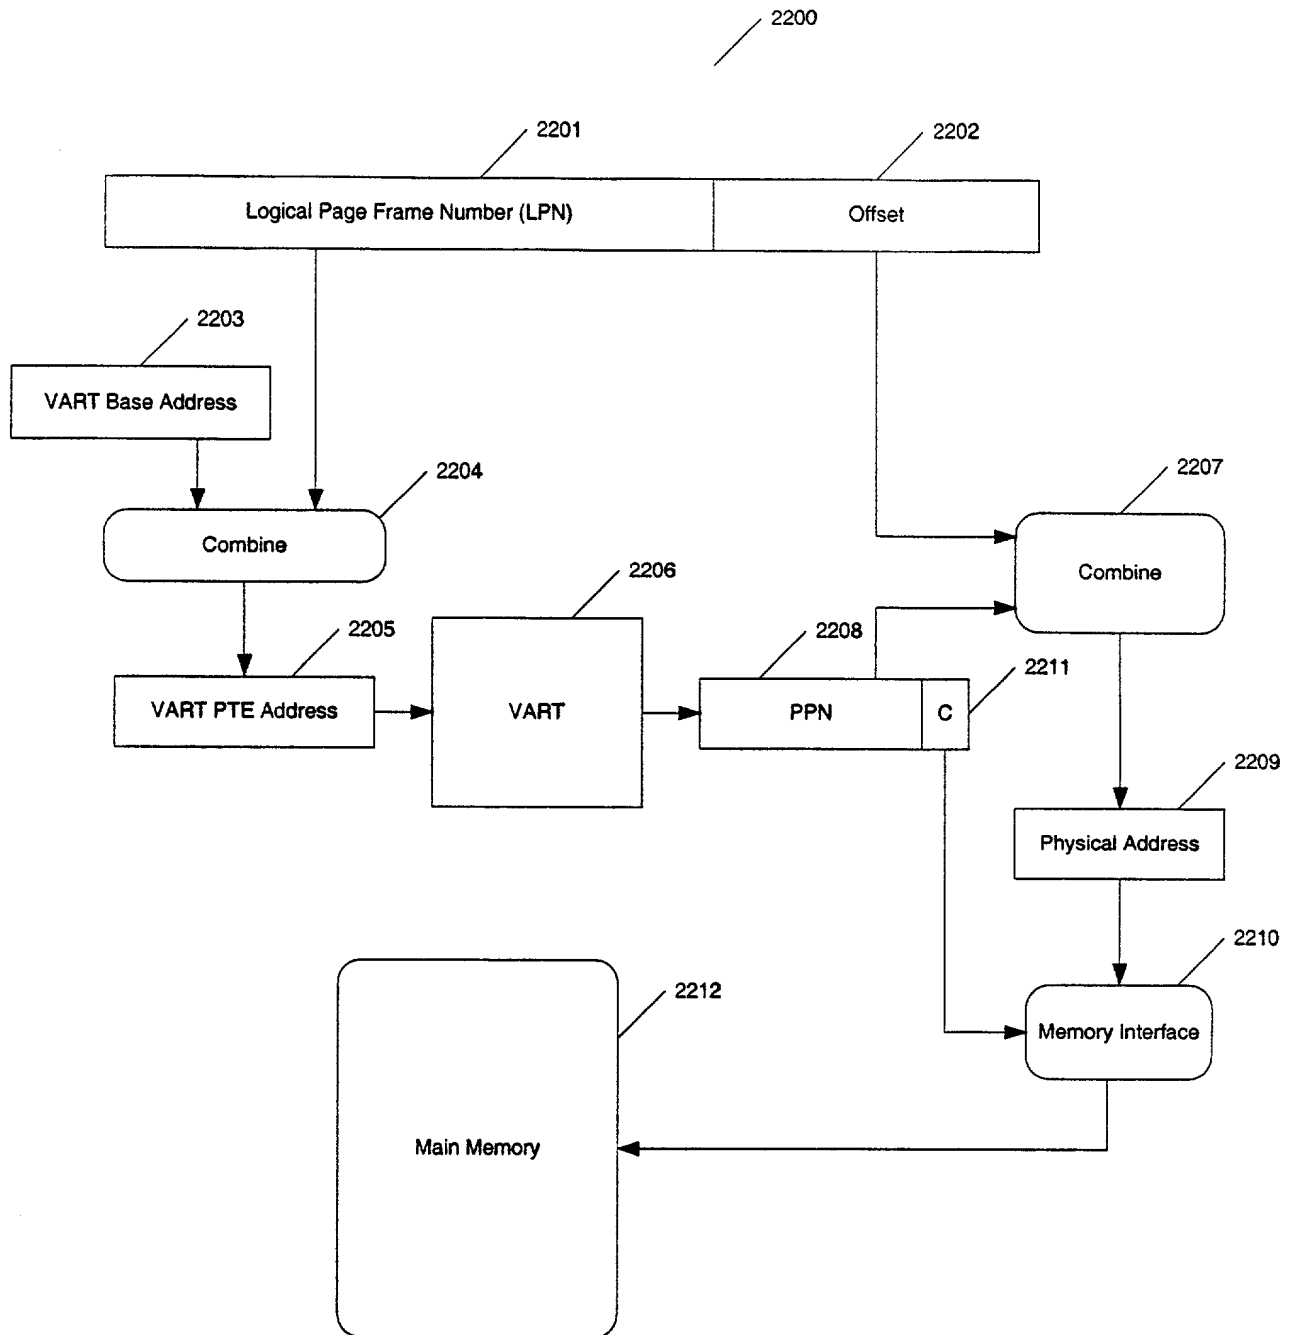 2200
2201
2202
Logical Page Frame Number (LPN)
Offset
2203
VART Base Address
2204
2207
Combine
Combine
2206
2205
2208
2211
VART PTE Address
VART
PPN
C
2209
Physical Address
2210
2212
Memory Interface
Main Memory